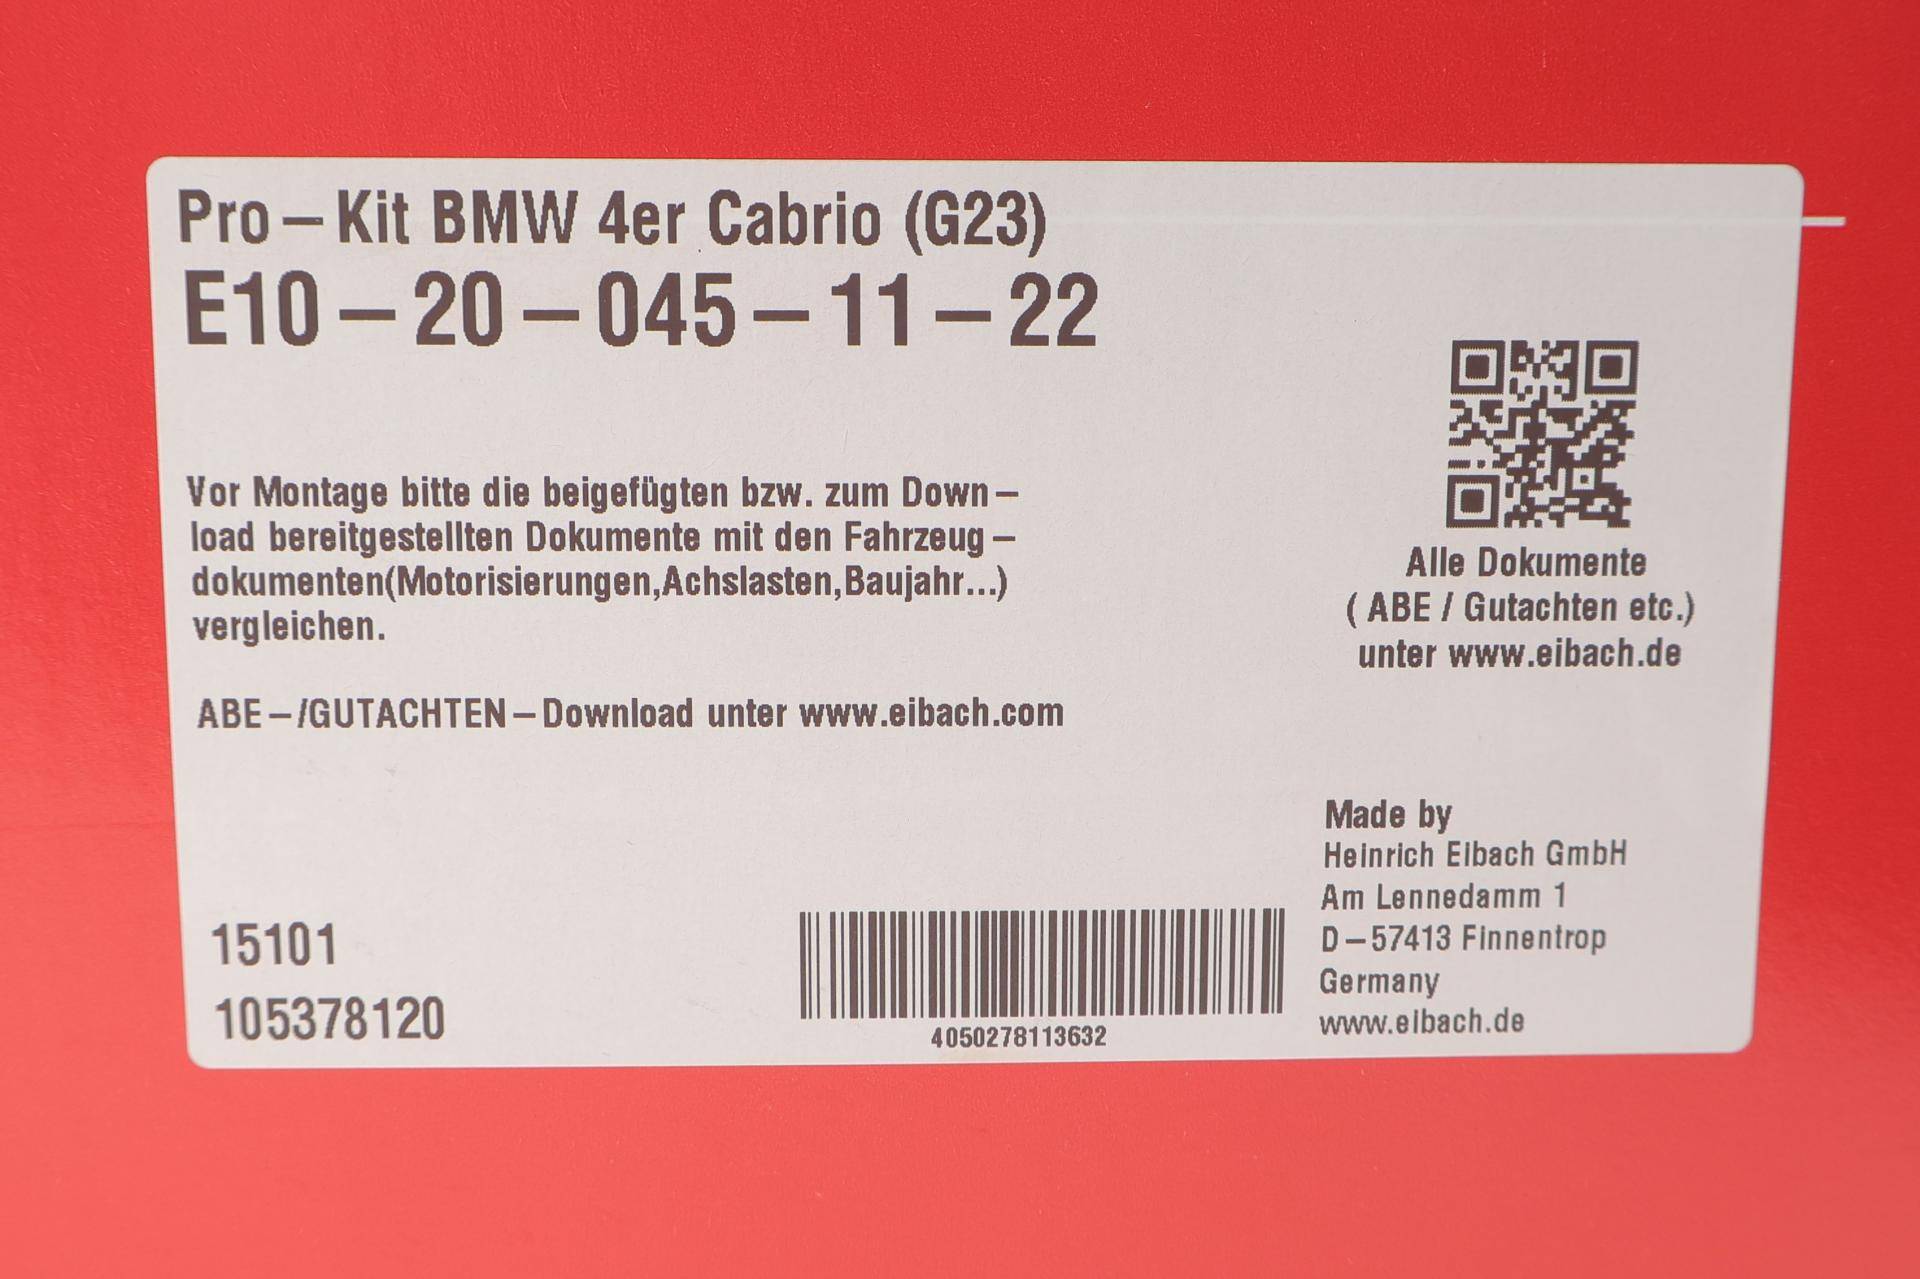 Pro-Kit BMW 4er Cabrio (G23)
E10-20-045-11-22
Vor Montage bitte die beigefügten bzw. zum Down-
load bereitgestellten Dokumente mit den Fahrzeug-
dokumenten(Motorisierungen,Achslasten,Baujahr...)
vergleichen.
ABE-/GUTACHTEN-Download unter www.eibach.com
Alle Dokumente
( ABE / Gutachten etc.)
unter www.eibach.de
15101
105378120
4050278113632
Made by
Heinrich Eibach GmbH
Am Lennedamm 1
D-57413 Finnentrop
Germany
www.eibach.de